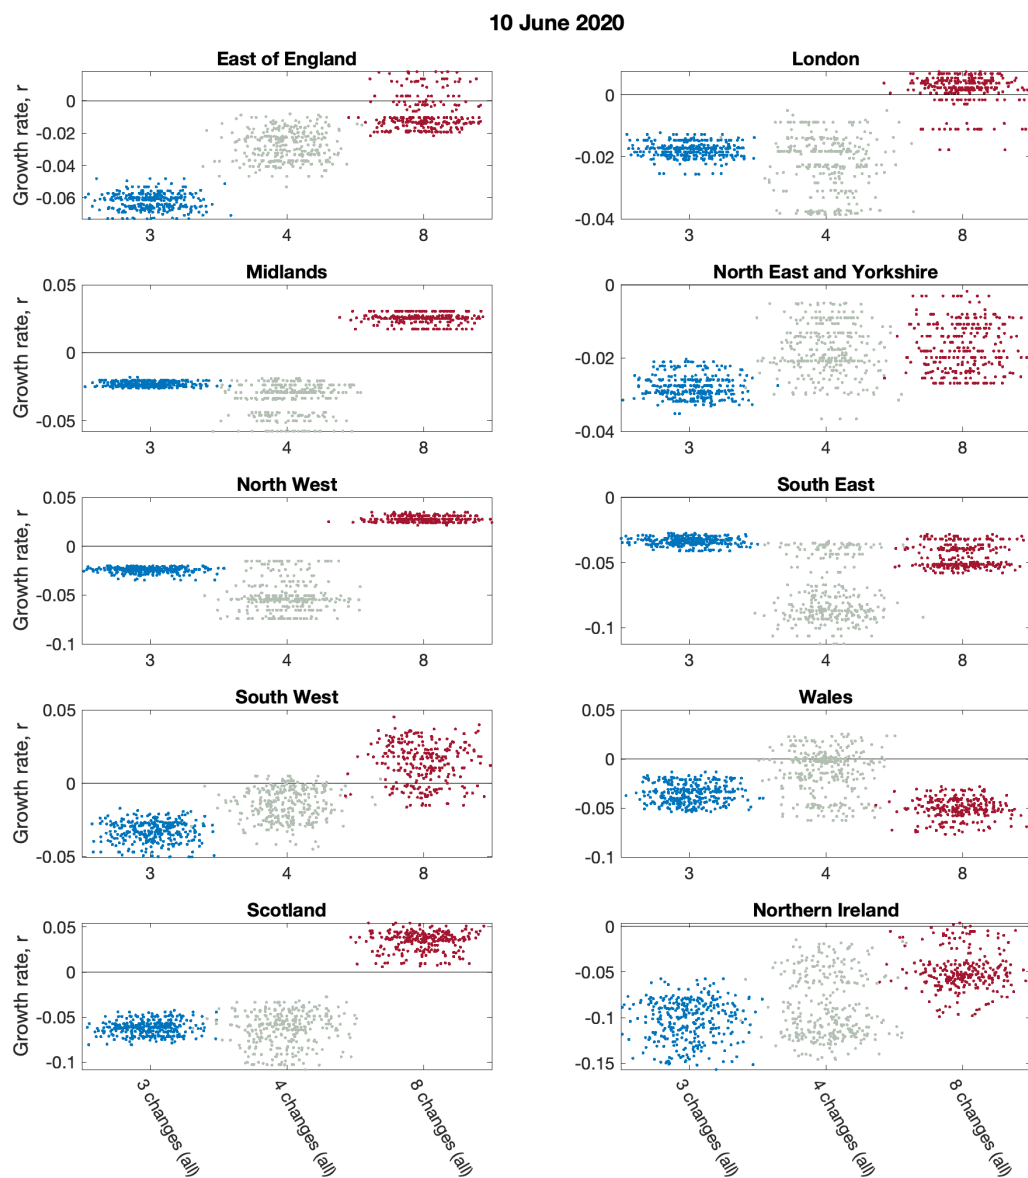 10 June 2020
East of England
London
Growth rate, r
0
-0.02
-0.04
-0.06
3 4 8
0
-0.02
-0.04
3 4 8
Midlands
North East and Yorkshire
Growth rate, r
0.05
0
-0.05
3 4 8
0
-0.02
-0.04
3 4 8
North West
South East
Growth rate, r
0.05
0
-0.05
-0.1
3 4 8
0
-0.05
-0.1
3 4 8
South West
Wales
Growth rate, r
0.05
0
-0.05
3 4 8
0.05
0
-0.05
-0.1
3 4 8
Scotland
Northern Ireland
Growth rate, r
0.05
0
-0.05
-0.1
3 changes (all)
4 changes (all)
8 changes (all)
0
-0.05
-0.1
-0.15
3 changes (all)
4 changes (all)
8 changes (all)